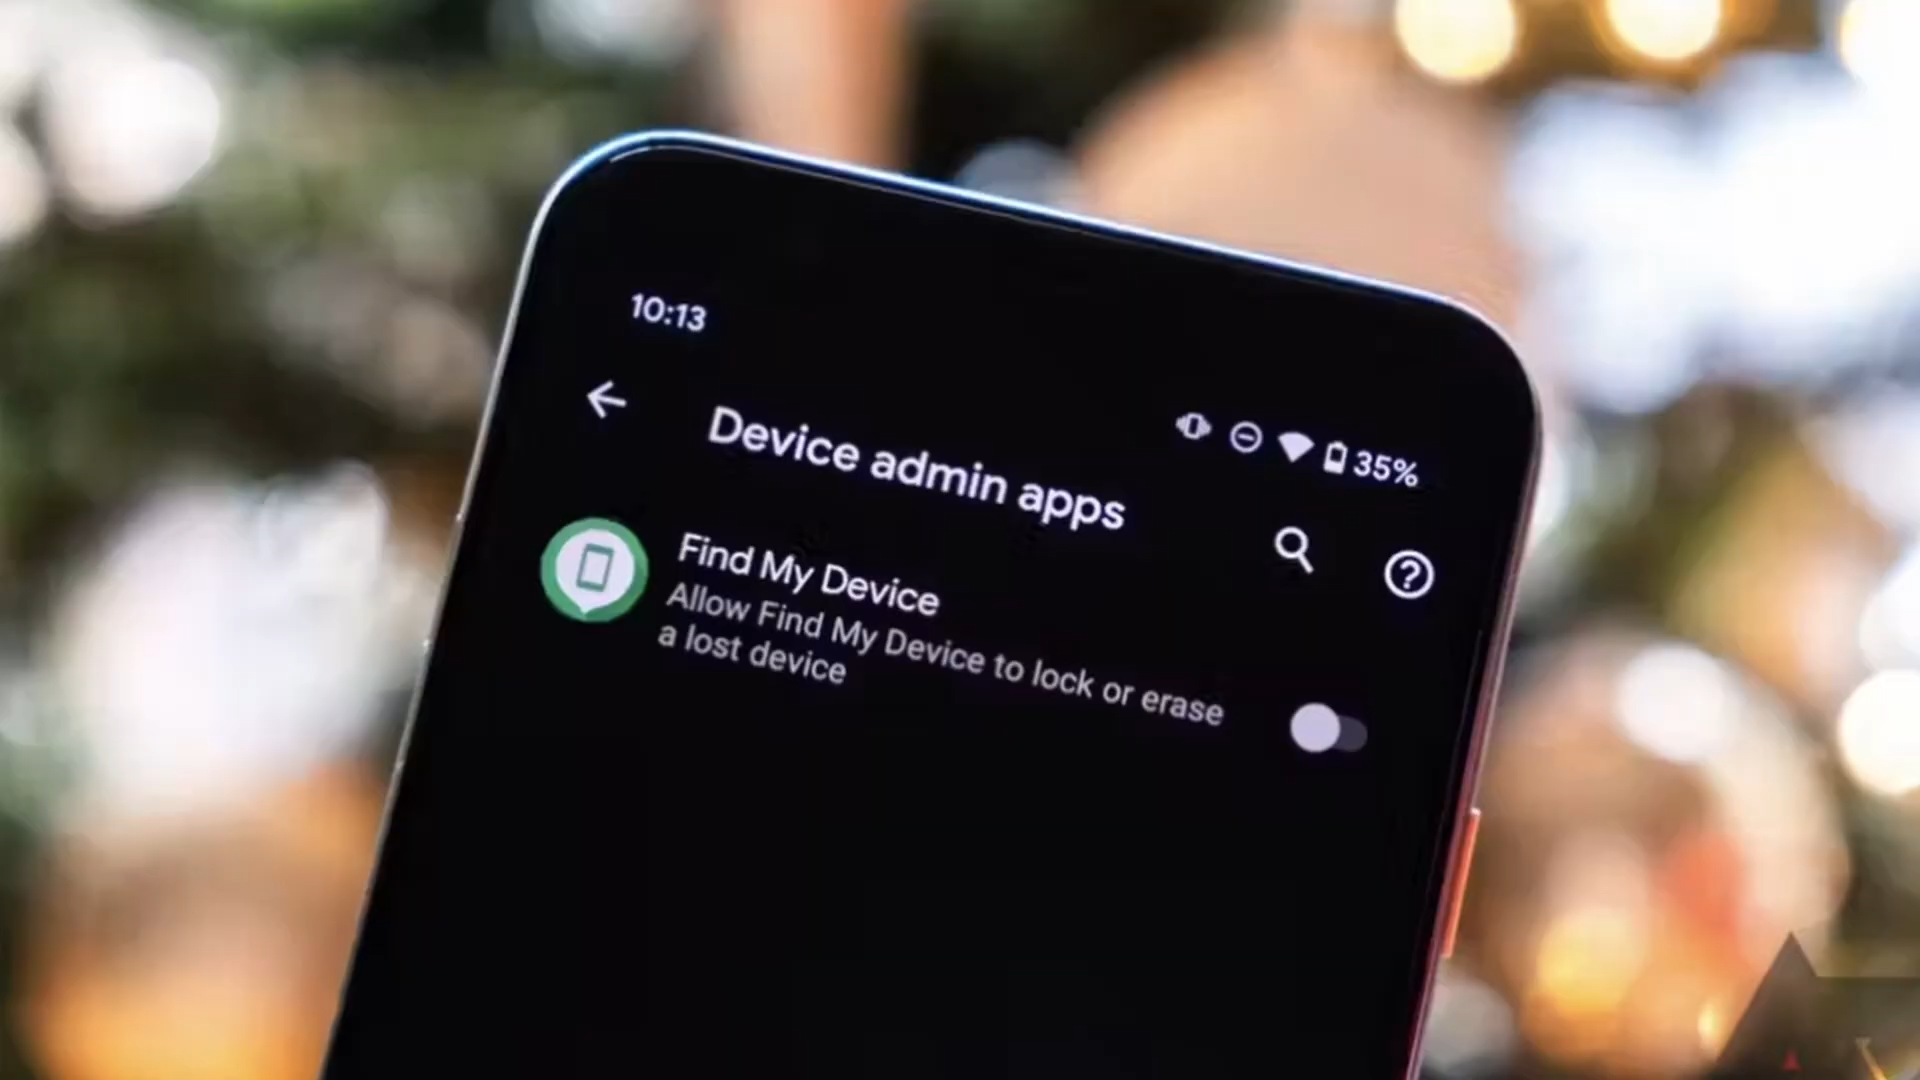 10:13
35%
Device admin apps
Find My Device
Allow Find My Device to lock or erase
a lost device